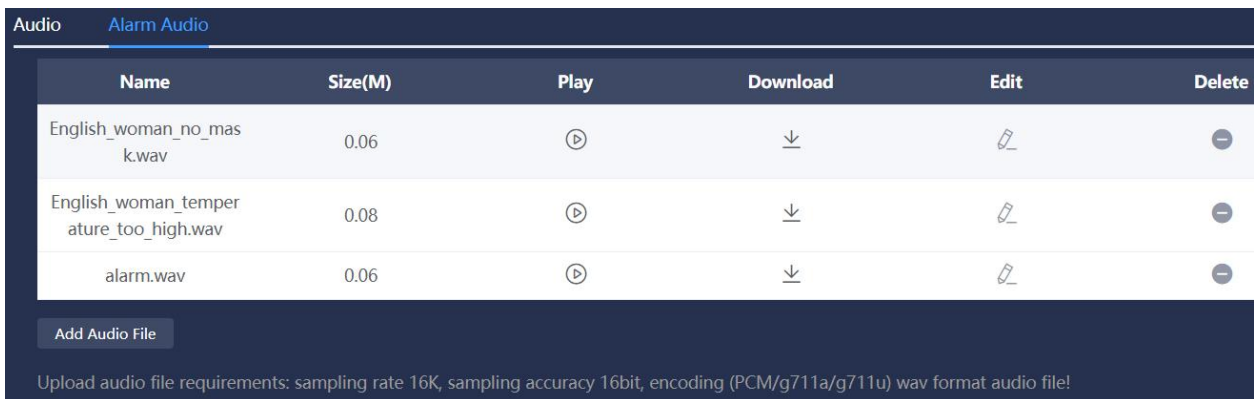 Audio Alarm Audio
Name Size(M) Play Download Edit Delete
English_woman_no_mas
k.wav
0.06
English_woman_temper
ature_too_high.wav
0.08
alarm.wav 0.06
Add Audio File
Upload audio file requirements: sampling rate 16K, sampling accuracy 16bit, encoding (PCM/g711a/g711u) wav format audio file!